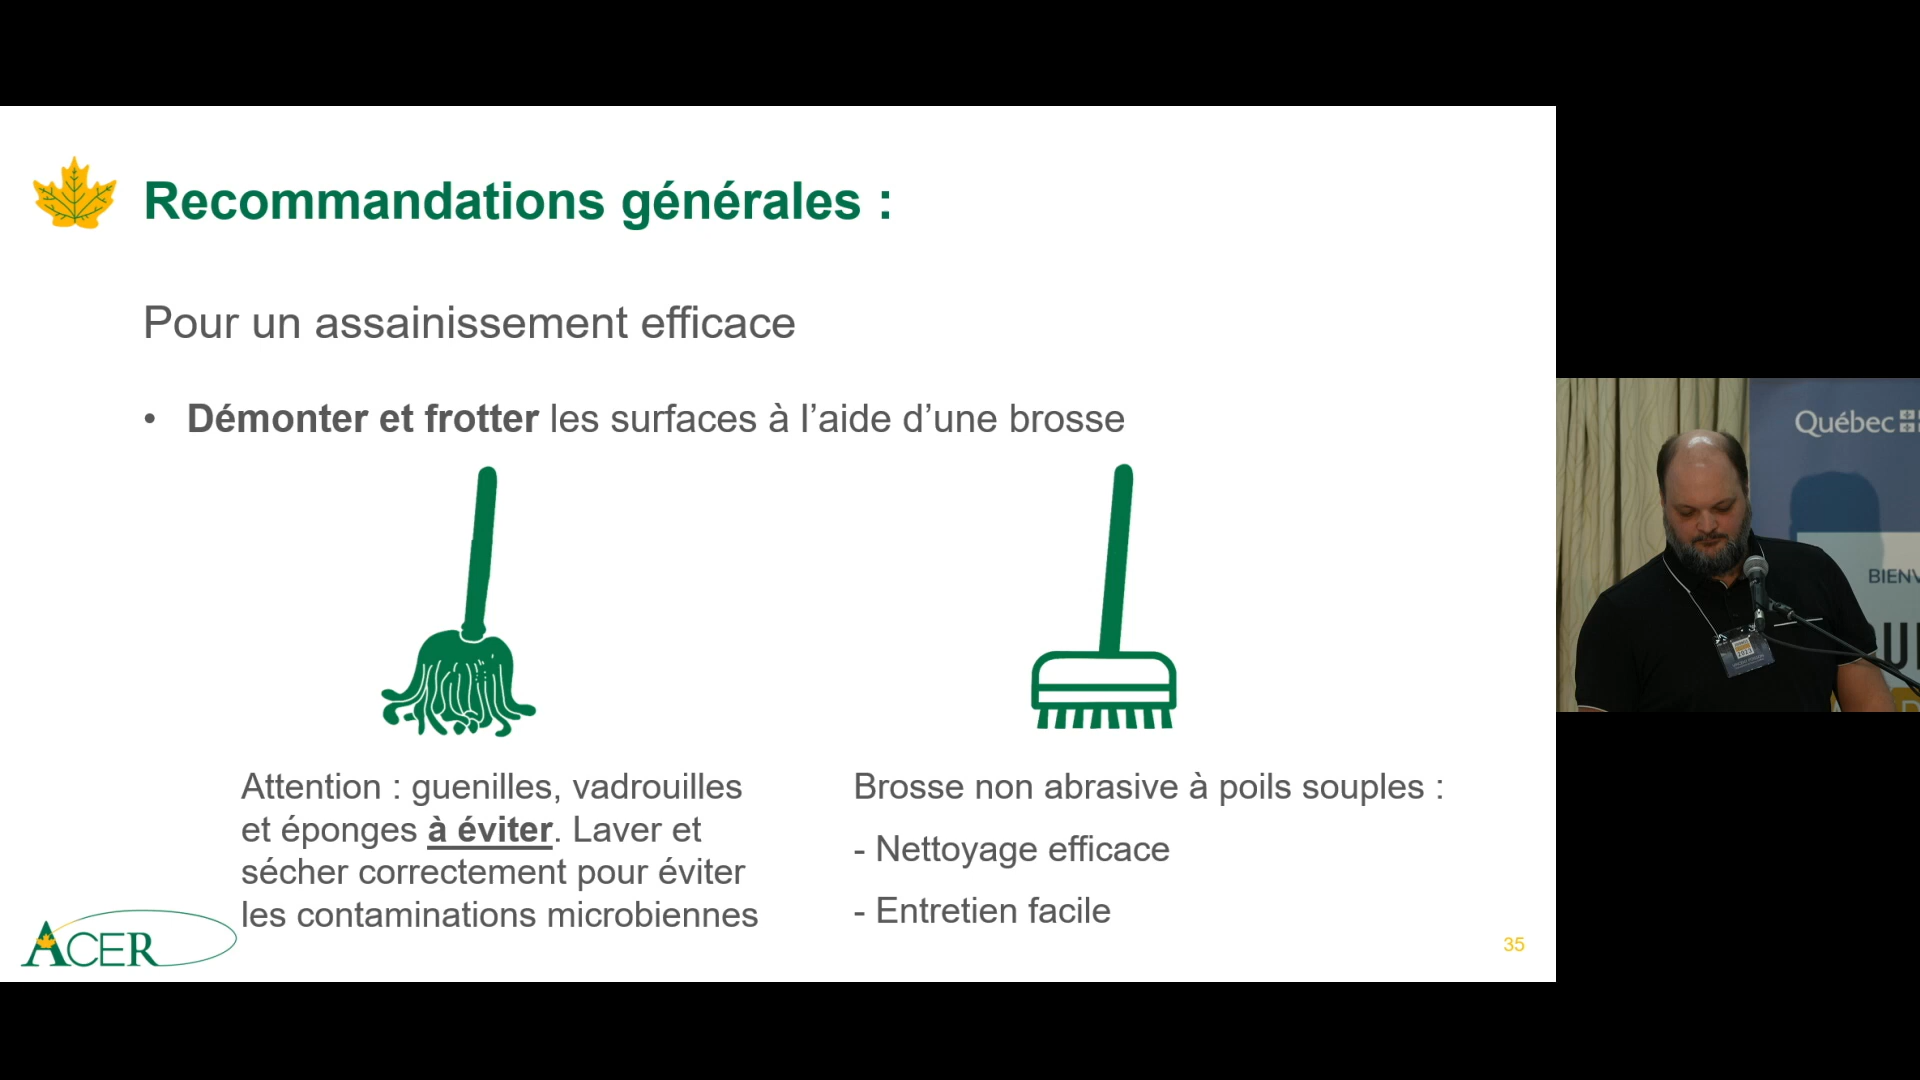 Recommandations générales :
Pour un assainissement efficace
• Démonter et frotter les surfaces à l’aide d’une brosse
Attention : guenilles, vadrouilles
et éponges à éviter. Laver et
sécher correctement pour éviter
les contaminations microbiennes
Brosse non abrasive à poils souples :
- Nettoyage efficace
- Entretien facile
ACER
35
Québec
BIENV